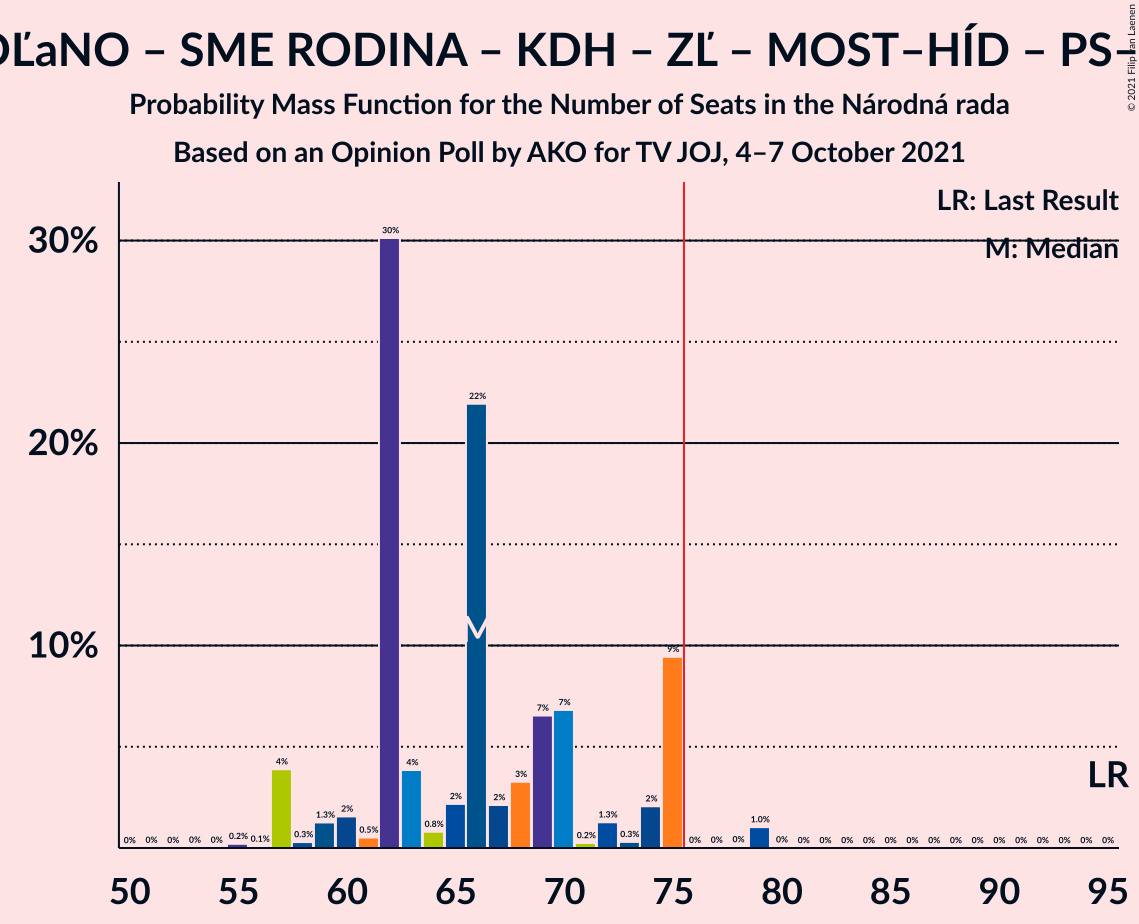 OĽaNO – SME RODINA – KDH – ZĽ – MOST–HÍD – PS–
Probability Mass Function for the Number of Seats in the Národná rada
Based on an Opinion Poll by AKO for TV JOJ, 4–7 October 2021
© 2021 Filip van Laenen
LR: Last Result
M: Median
30%
20%
10%
0% 0% 0% 0% 0% 0.2% 0.1% 4% 0.3% 1.3% 2% 0.5% 30% 4% 0.8% 2% 22% 2% 3% 7% 7% 0.2% 1.3% 0.3% 2% 9% 0% 0% 0% 1.0% 0% 0% 0% 0% 0% 0% 0% 0% 0% 0% 0% 0% 0% 0% 0% 0%
M
LR
50 55 60 65 70 75 80 85 90 95